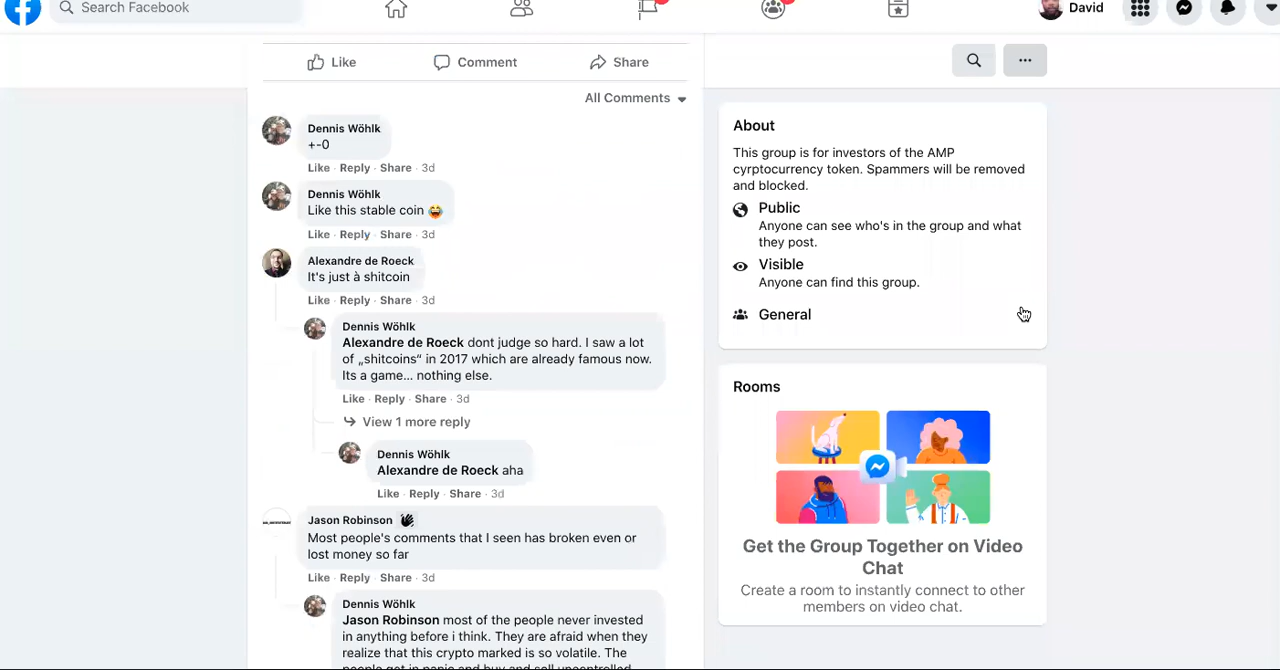 Search Facebook
David
Like Comment Share
All Comments
Dennis Wöhlk
+-0
Like · Reply · Share · 3d
Dennis Wöhlk
Like this stable coin 😂
Like · Reply · Share · 3d
Alexandre de Roeck
It's just à shitcoin
Like · Reply · Share · 3d
Dennis Wöhlk
Alexandre de Roeck dont judge so hard. I saw a lot
of „shitcoins“ in 2017 which are already famous now.
Its a game... nothing else.
Like · Reply · Share · 3d
View 1 more reply
Dennis Wöhlk
Alexandre de Roeck aha
Like · Reply · Share · 3d
Jason Robinson 👋
Most people's comments that I seen has broken even or
lost money so far
Like · Reply · Share · 3d
Dennis Wöhlk
Jason Robinson most of the people never invested
in anything before i think. They are afraid when they
realize that this crypto marked is so volatile. The
people get in panic and buy and sell uncontrolled
About
This group is for investors of the AMP
cyrptocurrency token. Spammers will be removed
and blocked.
Public
Anyone can see who's in the group and what
they post.
Visible
Anyone can find this group.
General
Rooms
Get the Group Together on Video
Chat
Create a room to instantly connect to other
members on video chat.